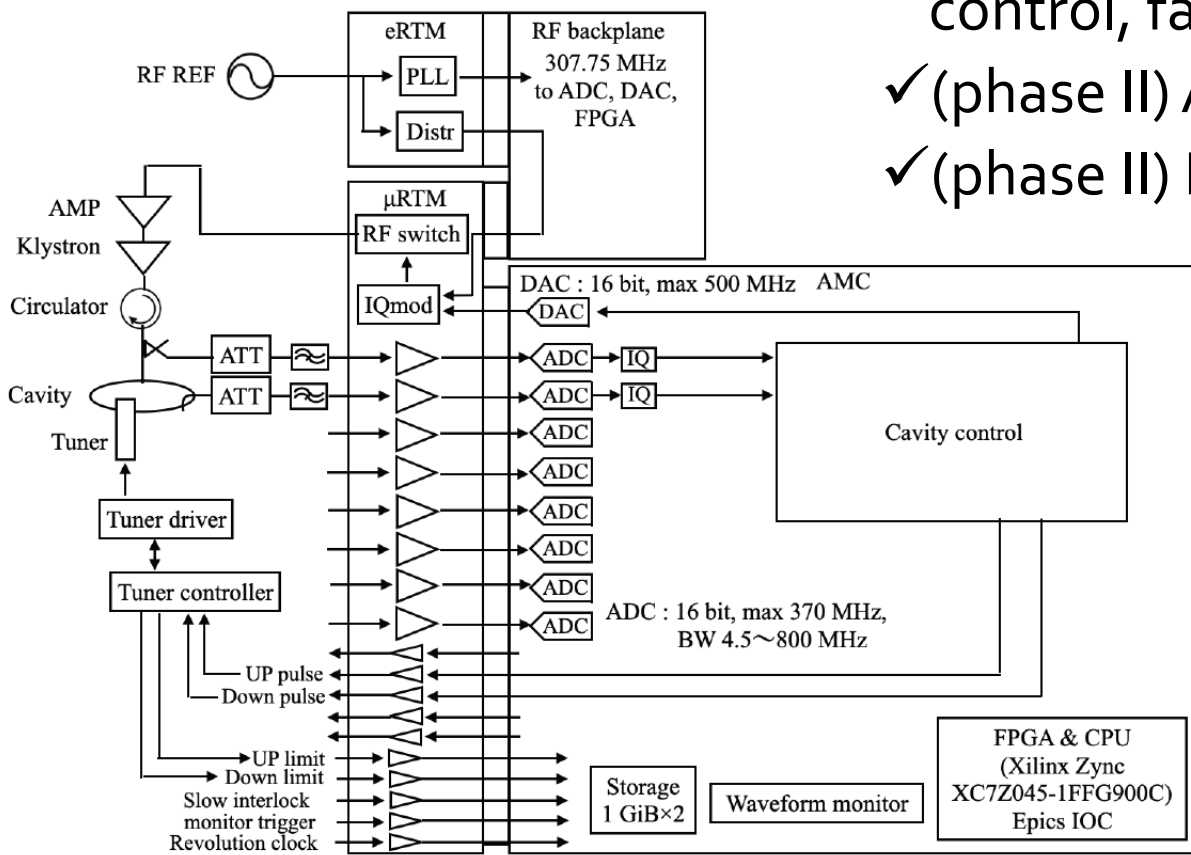 control, fa
✓(phase II)
✓(phase II)
eRTM
RF backplane
307.75 MHz
to ADC, DAC,
FPGA
RF REF
PLL
Distr
μRTM
AMP
RF switch
Klystron
DAC : 16 bit, max 500 MHz AMC
Circulator
IQmod
DAC
ATT
ADC
IQ
Cavity
ATT
ADC
IQ
Cavity control
Tuner
ADC
ADC
ADC
Tuner driver
ADC
Tuner controller
ADC
ADC
ADC : 16 bit, max 370 MHz,
BW 4.5~800 MHz
UP pulse
Down pulse
UP limit
Down limit
Slow interlock
monitor trigger
Revolution clock
Storage
1 GiB×2
Waveform monitor
FPGA & CPU
(Xilinx Zync
XC7Z045-1FFG900C)
Epics IOC